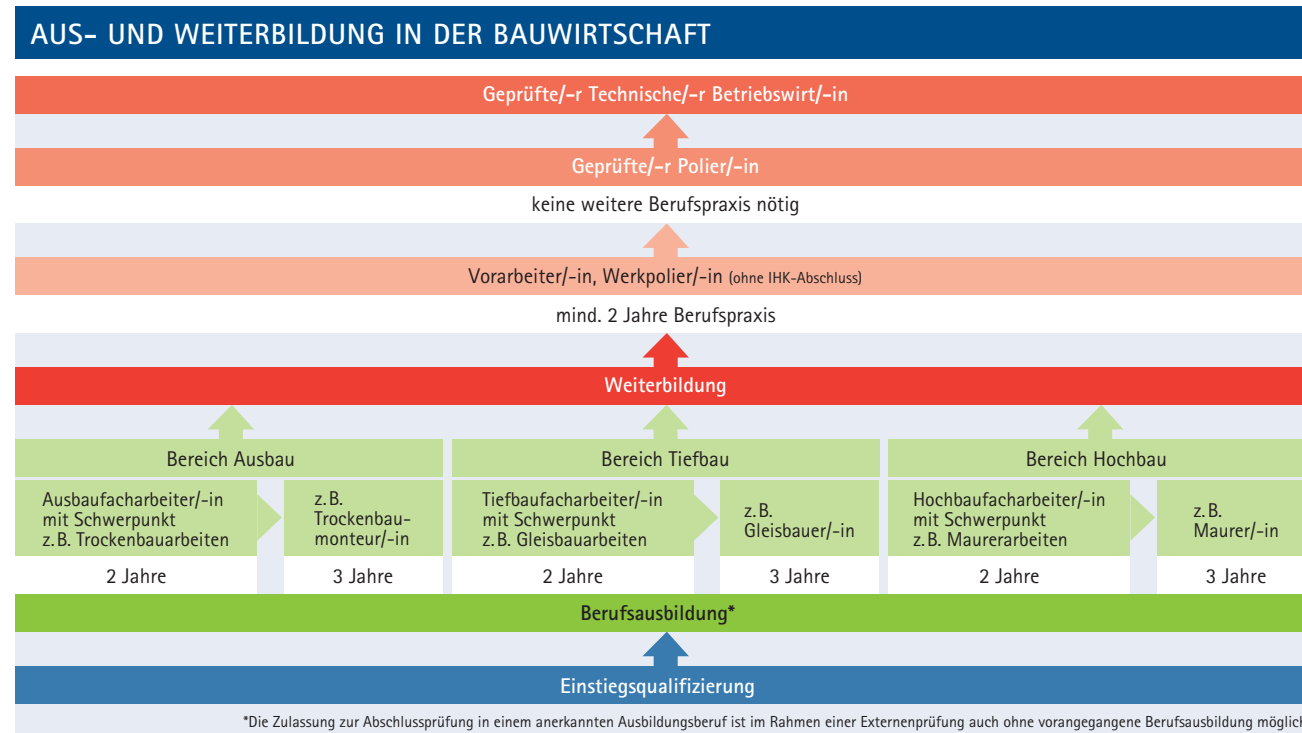 AUS- UND WEITERBILDUNG IN DER BAUWIRTSCHAFT
Geprüfte/-r Technische/-r Betriebswirt/-in
Geprüfte/-r Polier/-in
keine weitere Berufspraxis nötig
Vorarbeiter/-in, Werkpolier/-in (ohne IHK-Abschluss)
mind. 2 Jahre Berufspraxis
Weiterbildung
Bereich Ausbau
Ausbaufacharbeiter/-in
mit Schwerpunkt
z.B. Trockenbauarbeiten
2 Jahre
z.B.
Trockenbau-
monteur/-in
3 Jahre
Bereich Tiefbau
Tiefbaufacharbeiter/-in
mit Schwerpunkt
z.B. Gleisbauarbeiten
2 Jahre
z.B.
Gleisbauer/-in
3 Jahre
Bereich Hochbau
Hochbaufacharbeiter/-in
mit Schwerpunkt
z.B. Maurerarbeiten
2 Jahre
z.B.
Maurer/-in
3 Jahre
Berufsausbildung*
Einstiegsqualifizierung
*Die Zulassung zur Abschlussprüfung in einem anerkannten Ausbildungsberuf ist im Rahmen einer Externenprüfung auch ohne vorangegangene Berufsausbildung möglich